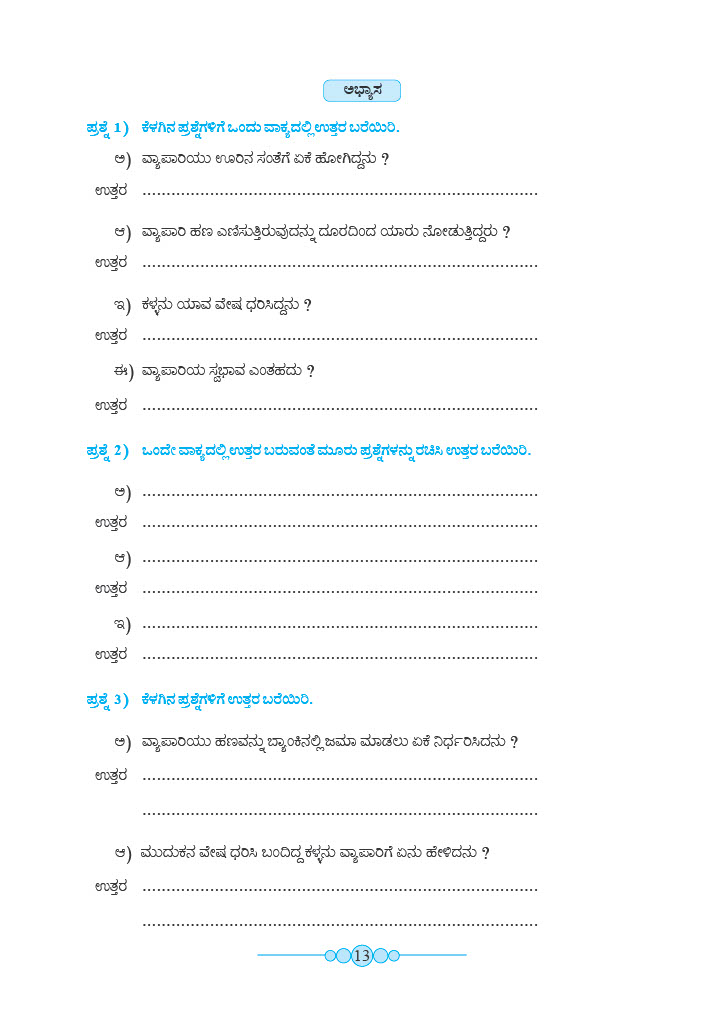 ಅಭ್ಯಾಸ
ಪ್ರಶ್ನೆ 1) ಕೆಳಗಿನ ಪ್ರಶ್ನೆಗಳಿಗೆ ಒಂದು ವಾಕ್ಯದಲ್ಲಿ ಉತ್ತರ ಬರೆಯಿರಿ.
ಅ) ವ್ಯಾಪಾರಿಯು ಊರಿನ ಸಂತೆಗೆ ಏಕೆ ಹೋಗಿದ್ದನು ?
ಉತ್ತರ ..................................................................................
ಆ) ವ್ಯಾಪಾರಿ ಹಣ ಎಣಿಸುತ್ತಿರುವುದನ್ನು ದೂರದಿಂದ ಯಾರು ನೋಡುತ್ತಿದ್ದರು ?
ಉತ್ತರ ..................................................................................
ಇ) ಕಳ್ಳನು ಯಾವ ವೇಷ ಧರಿಸಿದ್ದನು ?
ಉತ್ತರ ..................................................................................
ಈ) ವ್ಯಾಪಾರಿಯ ಸ್ವಭಾವ ಎಂತಹದು ?
ಉತ್ತರ ..................................................................................
ಪ್ರಶ್ನೆ 2) ಒಂದೇ ವಾಕ್ಯದಲ್ಲಿ ಉತ್ತರ ಬರುವಂತೆ ಮೂರು ಪ್ರಶ್ನೆಗಳನ್ನು ರಚಿಸಿ ಉತ್ತರ ಬರೆಯಿರಿ.
ಅ) ..................................................................................
ಉತ್ತರ ..................................................................................
ಆ) ..................................................................................
ಉತ್ತರ ..................................................................................
ಇ) ..................................................................................
ಉತ್ತರ ..................................................................................
ಪ್ರಶ್ನೆ 3) ಕೆಳಗಿನ ಪ್ರಶ್ನೆಗಳಿಗೆ ಉತ್ತರ ಬರೆಯಿರಿ.
ಅ) ವ್ಯಾಪಾರಿಯು ಹಣವನ್ನು ಬ್ಯಾಂಕಿನಲ್ಲಿ ಜಮಾ ಮಾಡಲು ಏಕೆ ನಿರ್ಧರಿಸಿದನು ?
ಉತ್ತರ ..................................................................................
..................................................................................
ಆ) ಮುದುಕನ ವೇಷ ಧರಿಸಿ ಬಂದಿದ್ದ ಕಳ್ಳನು ವ್ಯಾಪಾರಿಗೆ ಏನು ಹೇಳಿದನು ?
ಉತ್ತರ ..................................................................................
..................................................................................
13